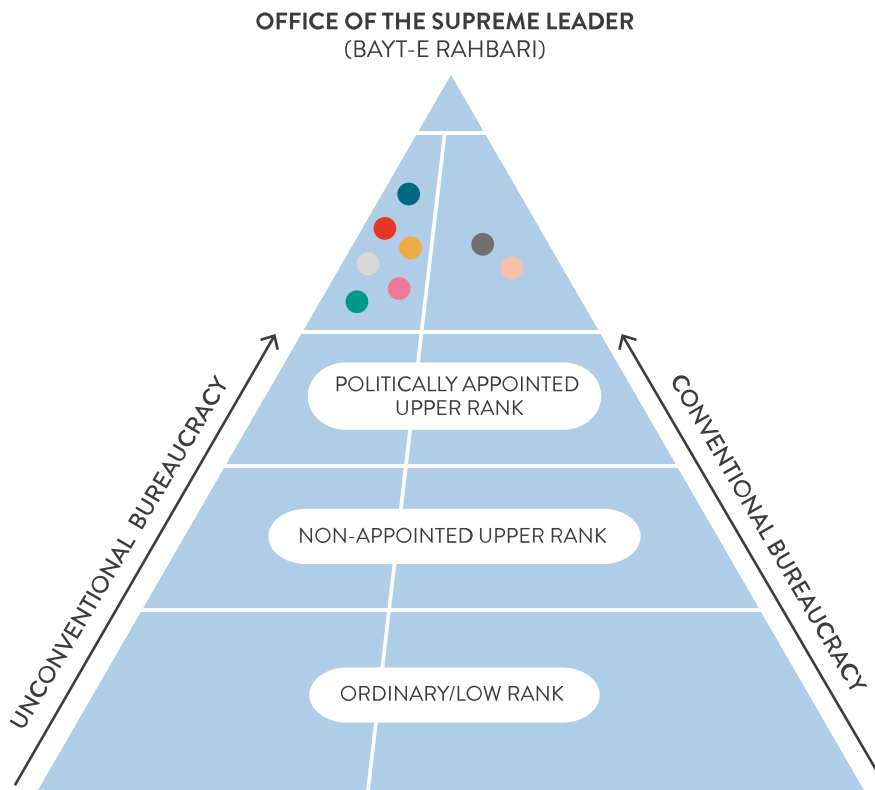 OFFICE OF THE SUPREME LEADER
(BAYT-E RAHBARI)
UNCONVENTIONAL BUREAUCRACY
CONVENTIONAL BUREAUCRACY
POLITICALLY APPOINTED
UPPER RANK
NON-APPOINTED UPPER RANK
ORDINARY/LOW RANK